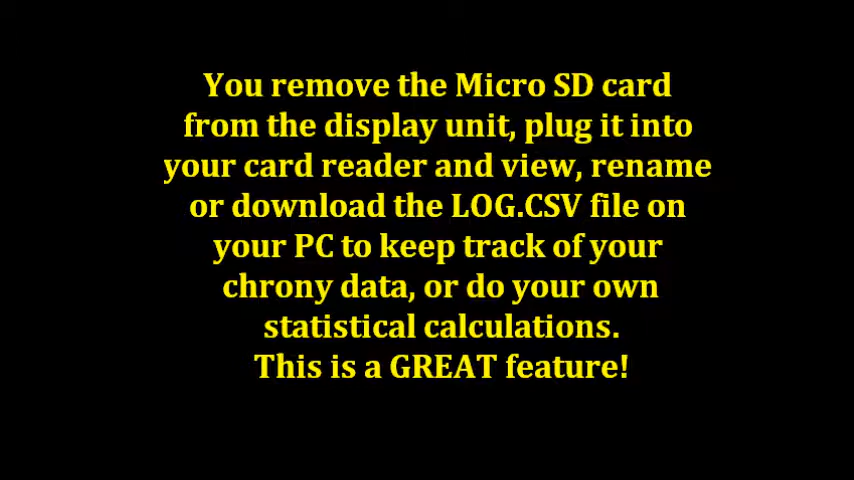 You remove the Micro SD card
from the display unit, plug it into
your card reader and view, rename
or download the LOG.CSV file on
your PC to keep track of your
chrony data, or do your own
statistical calculations.
This is a GREAT feature!